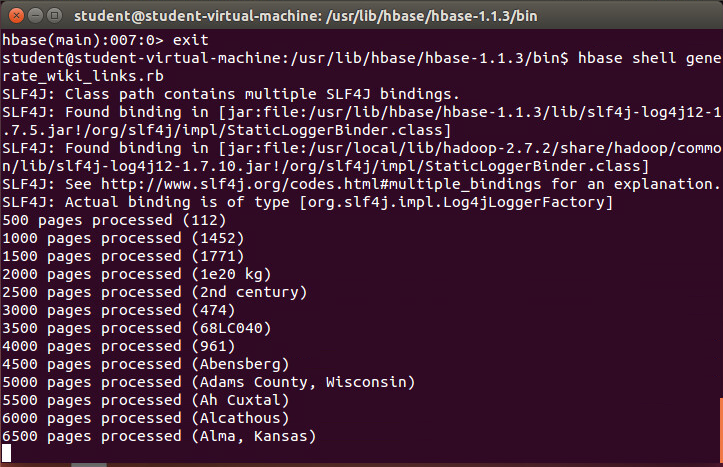 student@student-virtual-machine: /usr/lib/hbase/hbase-1.1.3/bin
hbase(main):007:0> exit
student@student-virtual-machine:/usr/lib/hbase/hbase-1.1.3/bin$ hbase shell gene
rate_wiki_links.rb
SLF4J: Class path contains multiple SLF4J bindings.
SLF4J: Found binding in [jar:file:/usr/lib/hbase/hbase-1.1.3/lib/slf4j-log4j12-1
.7.5.jar!/org/slf4j/impl/StaticLoggerBinder.class]
SLF4J: Found binding in [jar:file:/usr/local/lib/hadoop-2.7.2/share/hadoop/commo
n/lib/slf4j-log4j12-1.7.10.jar!/org/slf4j/impl/StaticLoggerBinder.class]
SLF4J: See http://www.slf4j.org/codes.html#multiple_bindings for an explanation.
SLF4J: Actual binding is of type [org.slf4j.impl.Log4jLoggerFactory]
500 pages processed (112)
1000 pages processed (1452)
1500 pages processed (1771)
2000 pages processed (1e20 kg)
2500 pages processed (2nd century)
3000 pages processed (474)
3500 pages processed (68LC040)
4000 pages processed (961)
4500 pages processed (Abensberg)
5000 pages processed (Adams County, Wisconsin)
5500 pages processed (Ah Cuxtal)
6000 pages processed (Alcathous)
6500 pages processed (Alma, Kansas)